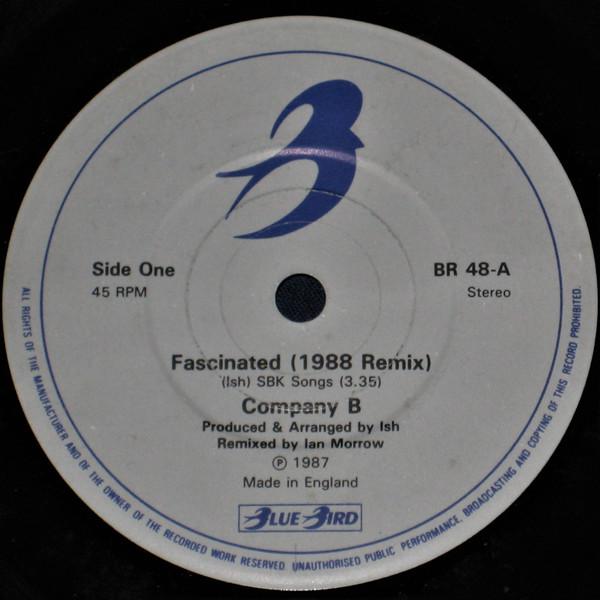 Side One
45 RPM
BR 48-A
Stereo
Fascinated (1988 Remix)
(Ish) SBK Songs (3.35)
Company B
Produced & Arranged by Ish
Remixed by Ian Morrow
℗ 1987
Made in England
BLUE BIRD
ALL RIGHTS OF THE MANUFACTURER AND OF THE OWNER OF THE RECORDED WORK RESERVED. UNAUTHORISED PUBLIC PERFORMANCE, BROADCASTING AND COPYING OF THIS RECORD PROHIBITED.